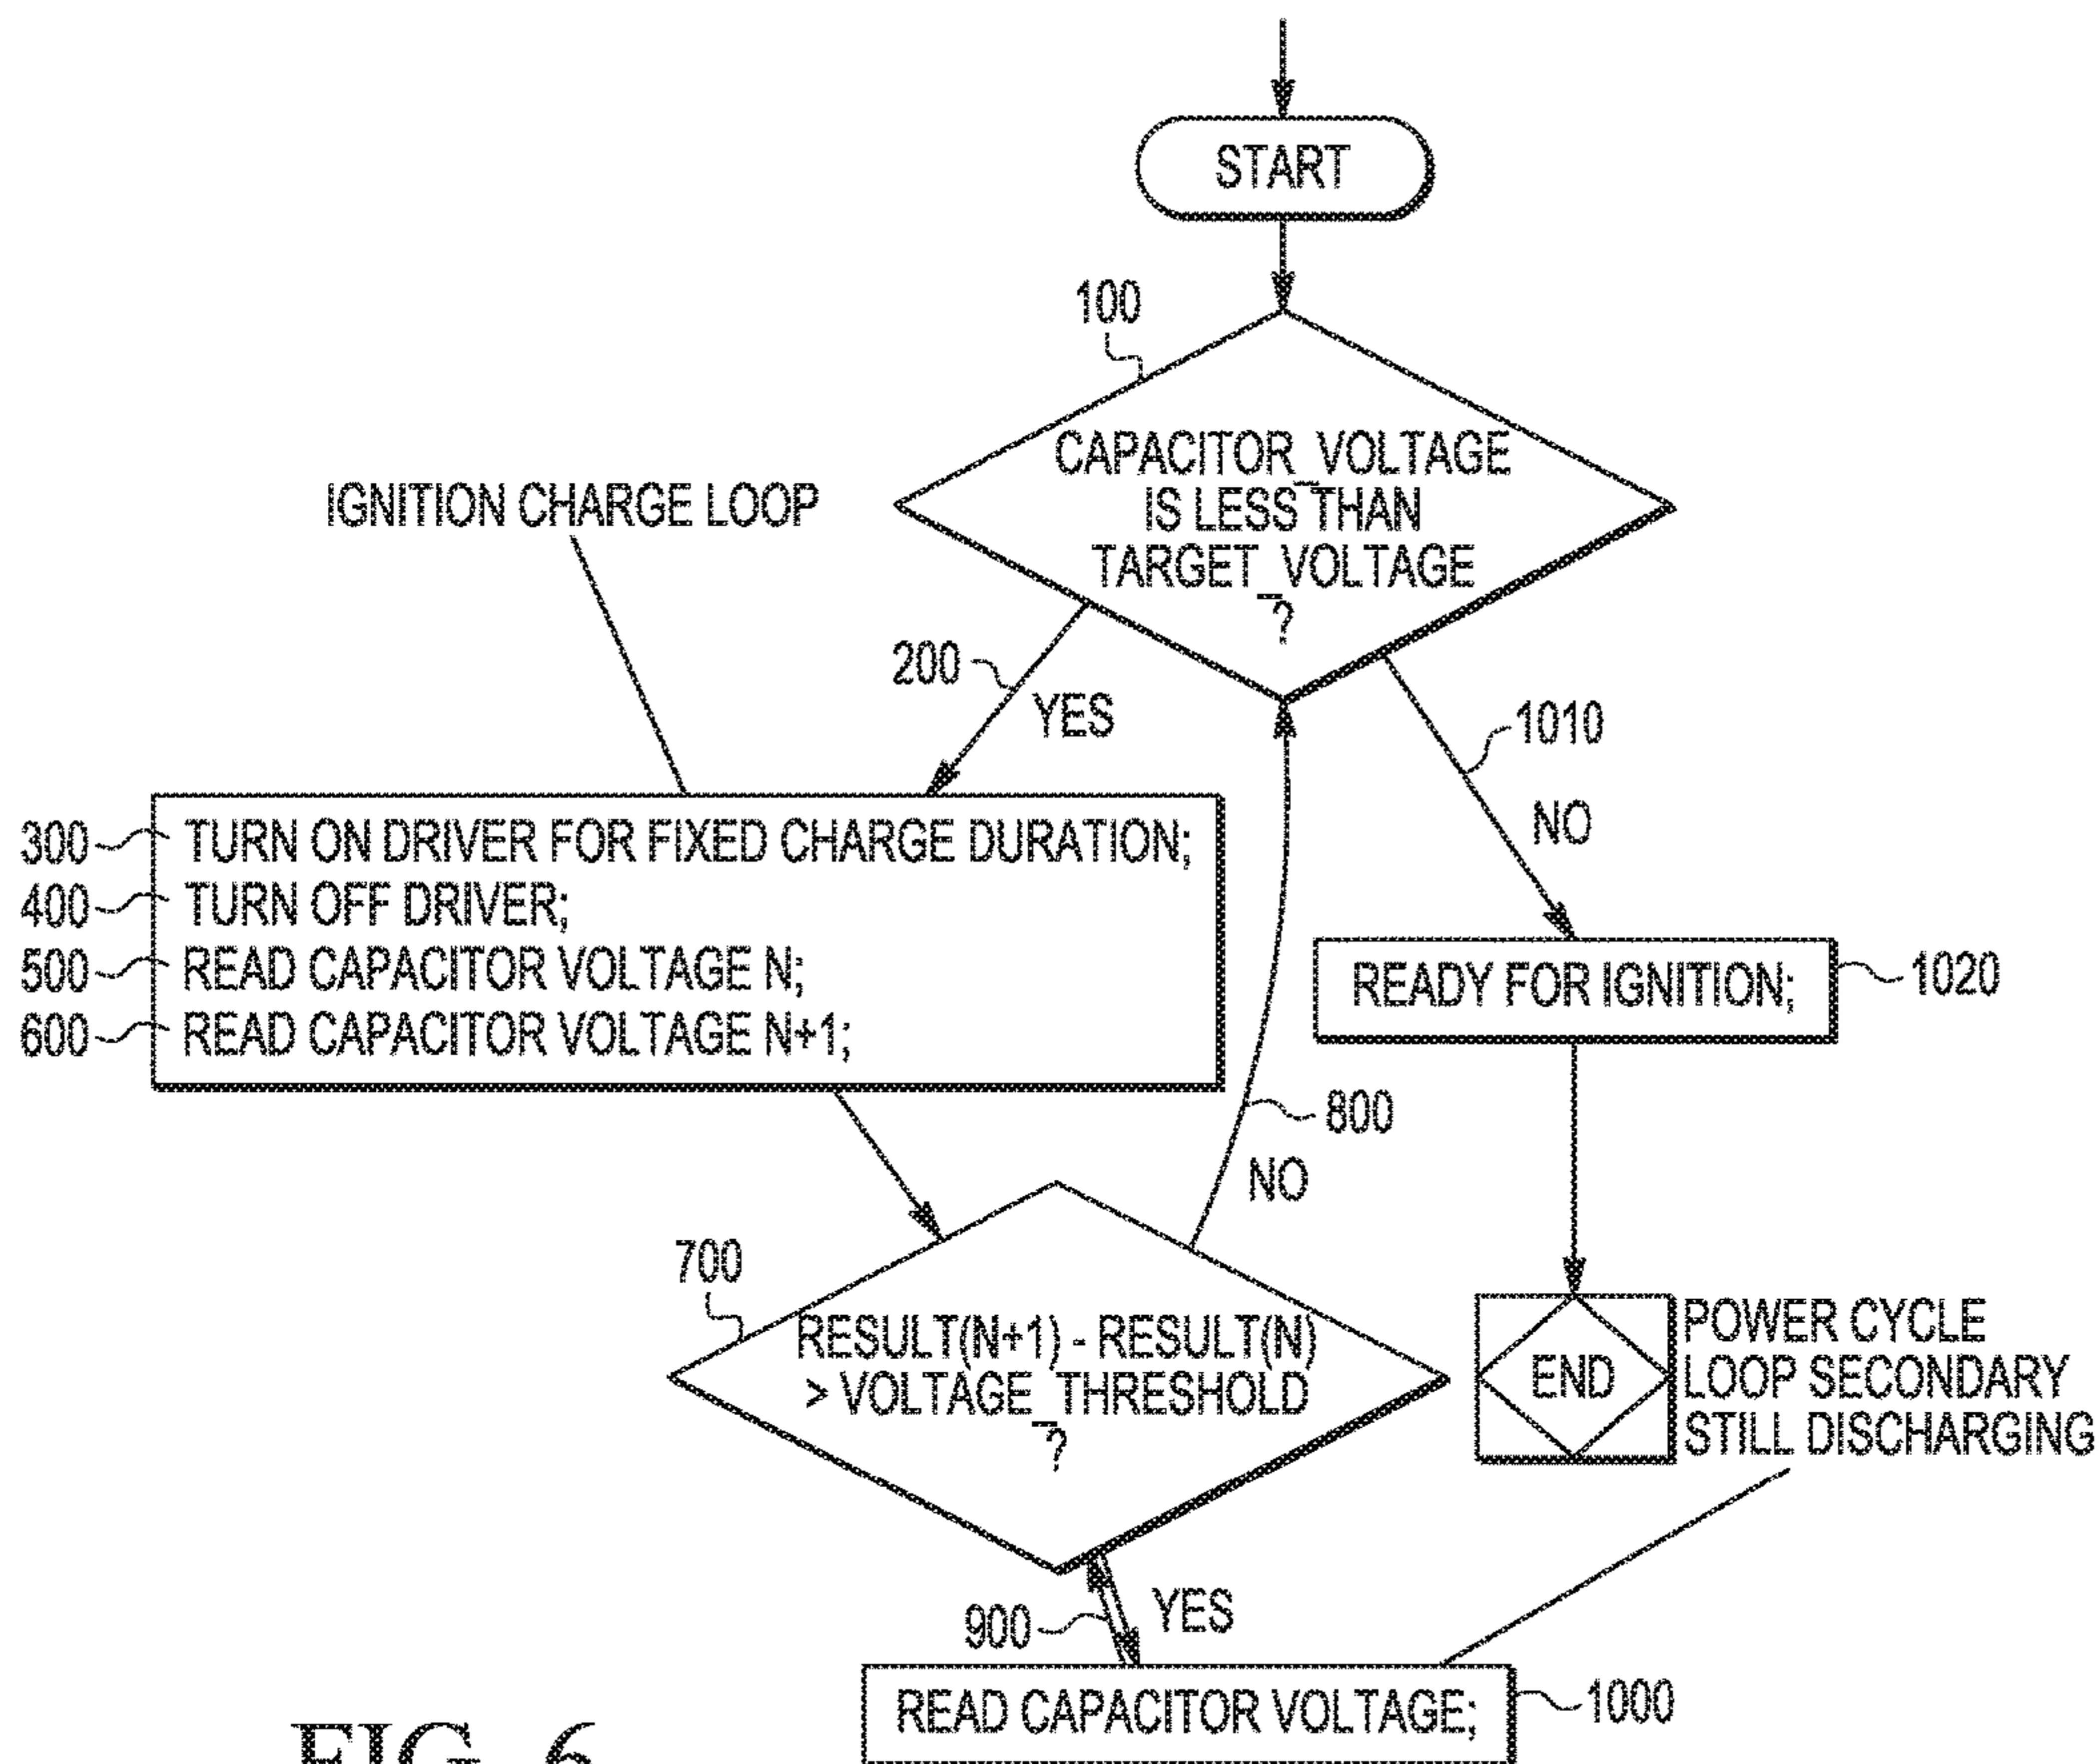 START
100
CAPACITOR_VOLTAGE
IS LESS THAN
TARGET_VOLTAGE
?
IGNITION CHARGE LOOP
200
YES
1010
NO
300
TURN ON DRIVER FOR FIXED CHARGE DURATION;
400
TURN OFF DRIVER;
500
READ CAPACITOR VOLTAGE N;
600
READ CAPACITOR VOLTAGE N+1;
READY FOR IGNITION;
1020
800
NO
700
RESULT(N+1) - RESULT(N)
> VOLTAGE_THRESHOLD
?
END
POWER CYCLE
LOOP SECONDARY
STILL DISCHARGING
900
YES
READ CAPACITOR VOLTAGE;
1000
FIG. 6